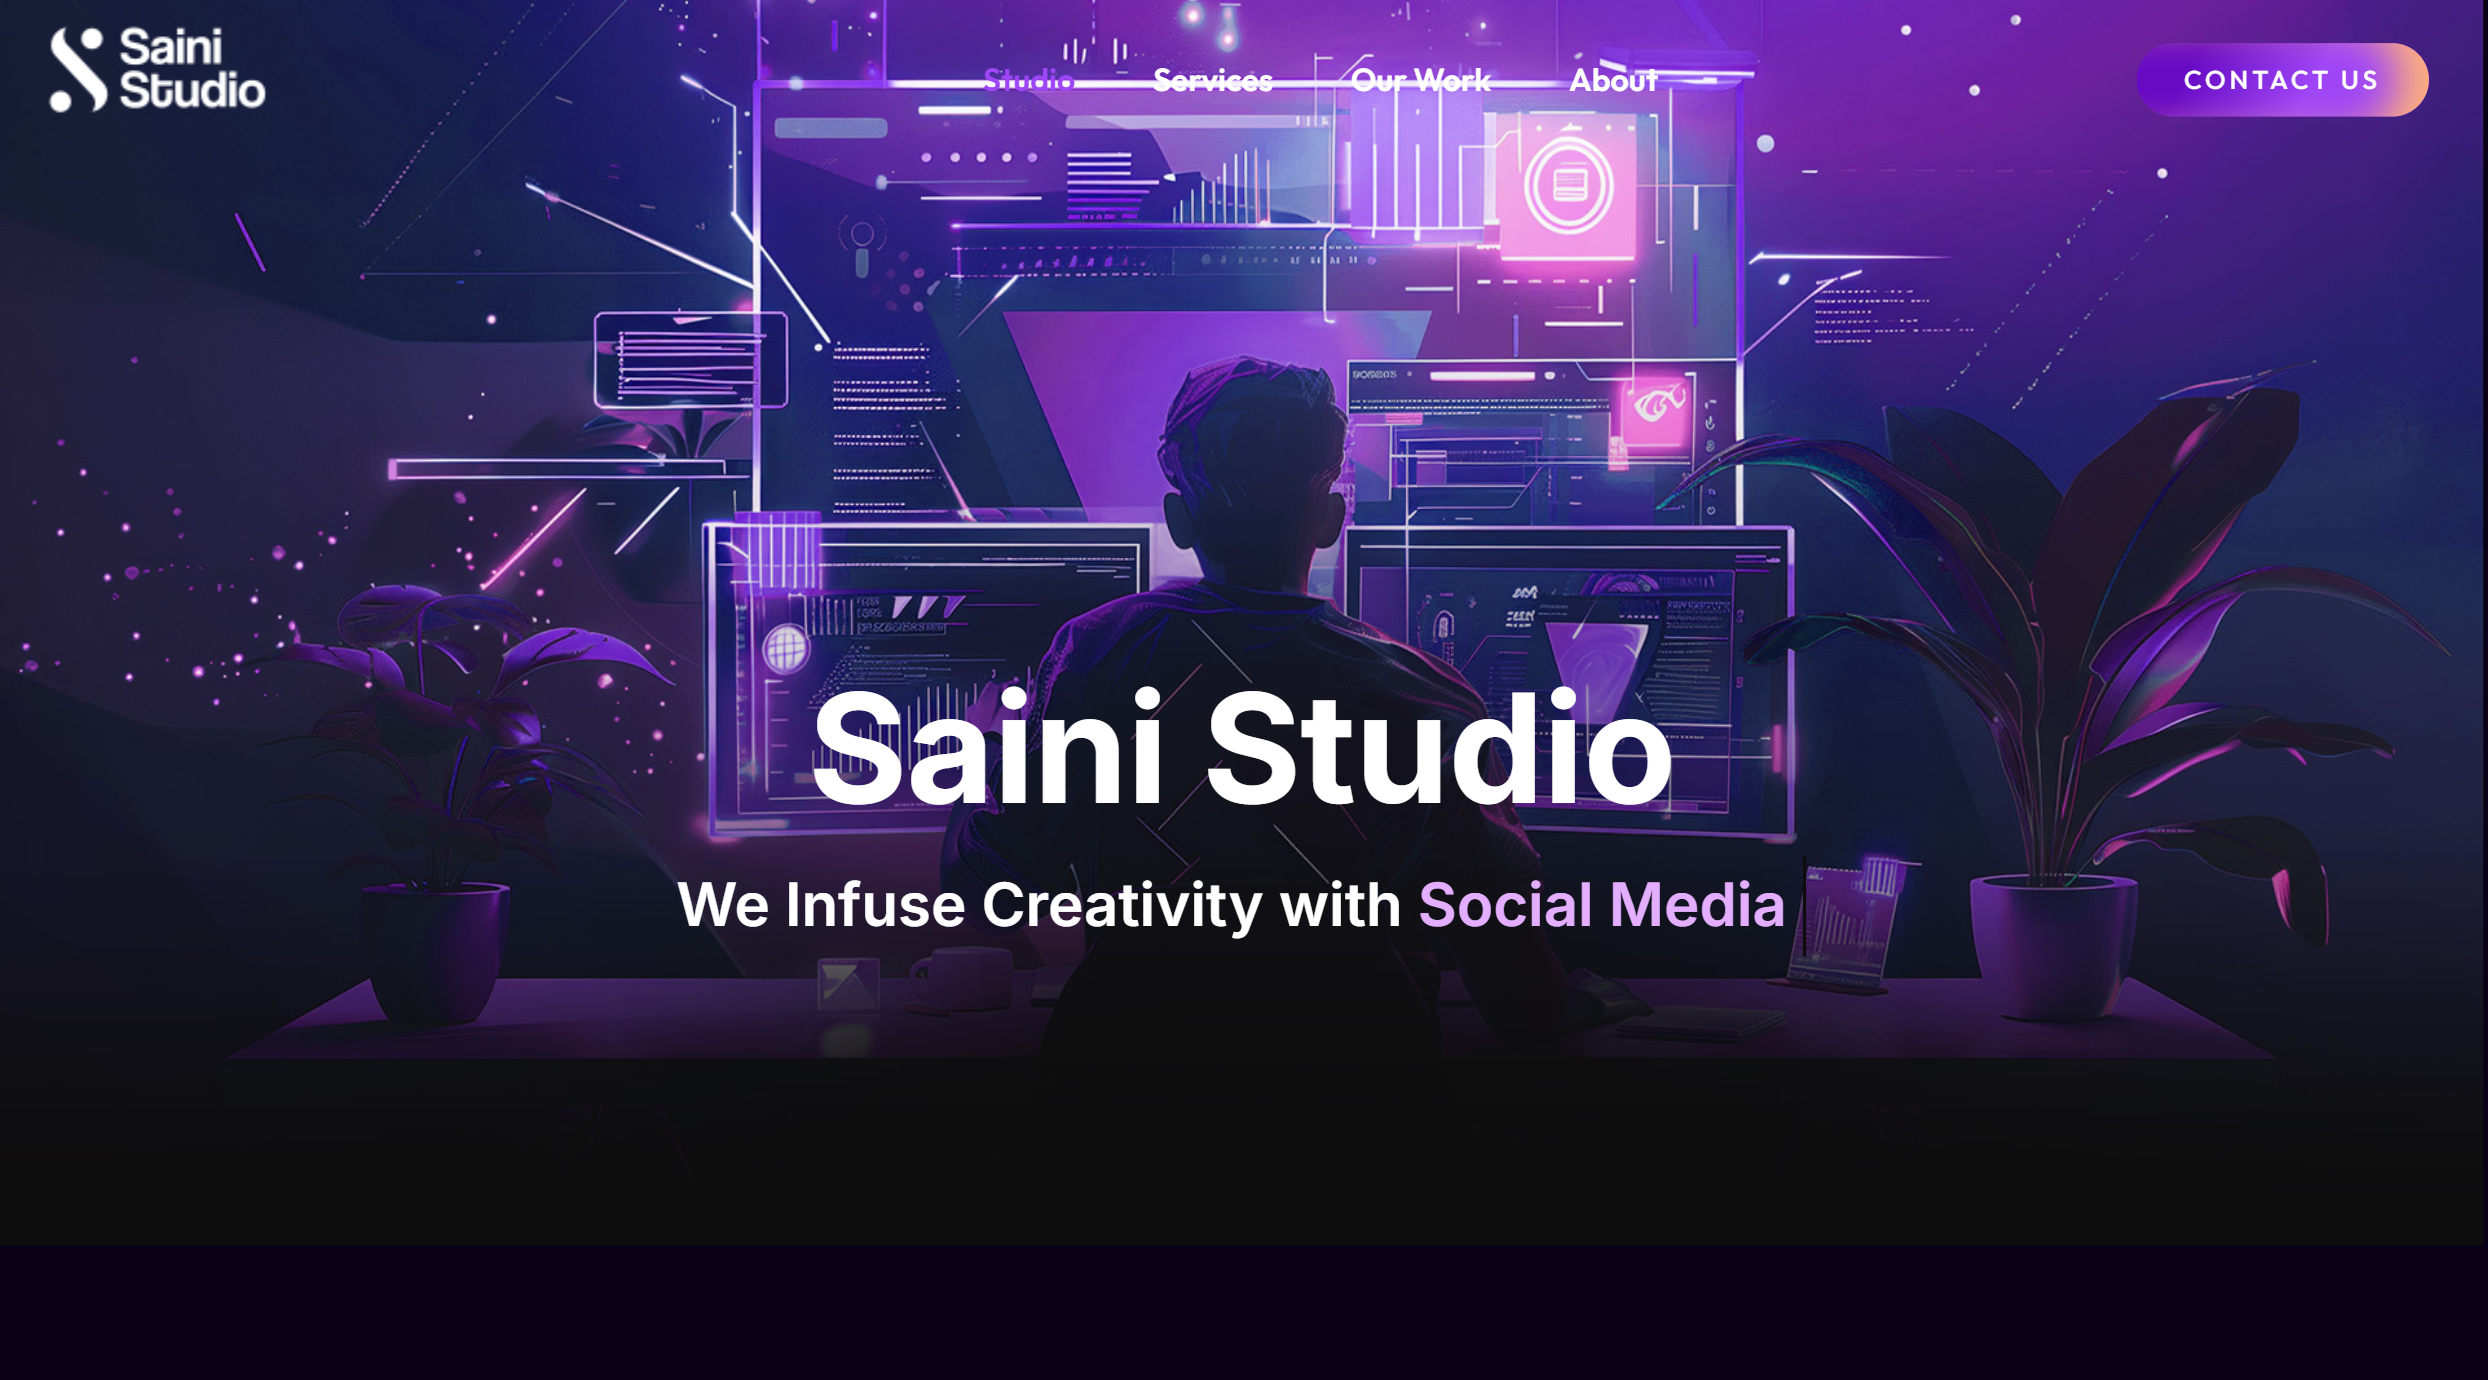 Saini
Studio
Studio Services Our Work About
CONTACT US
Saini Studio
We Infuse Creativity with Social Media